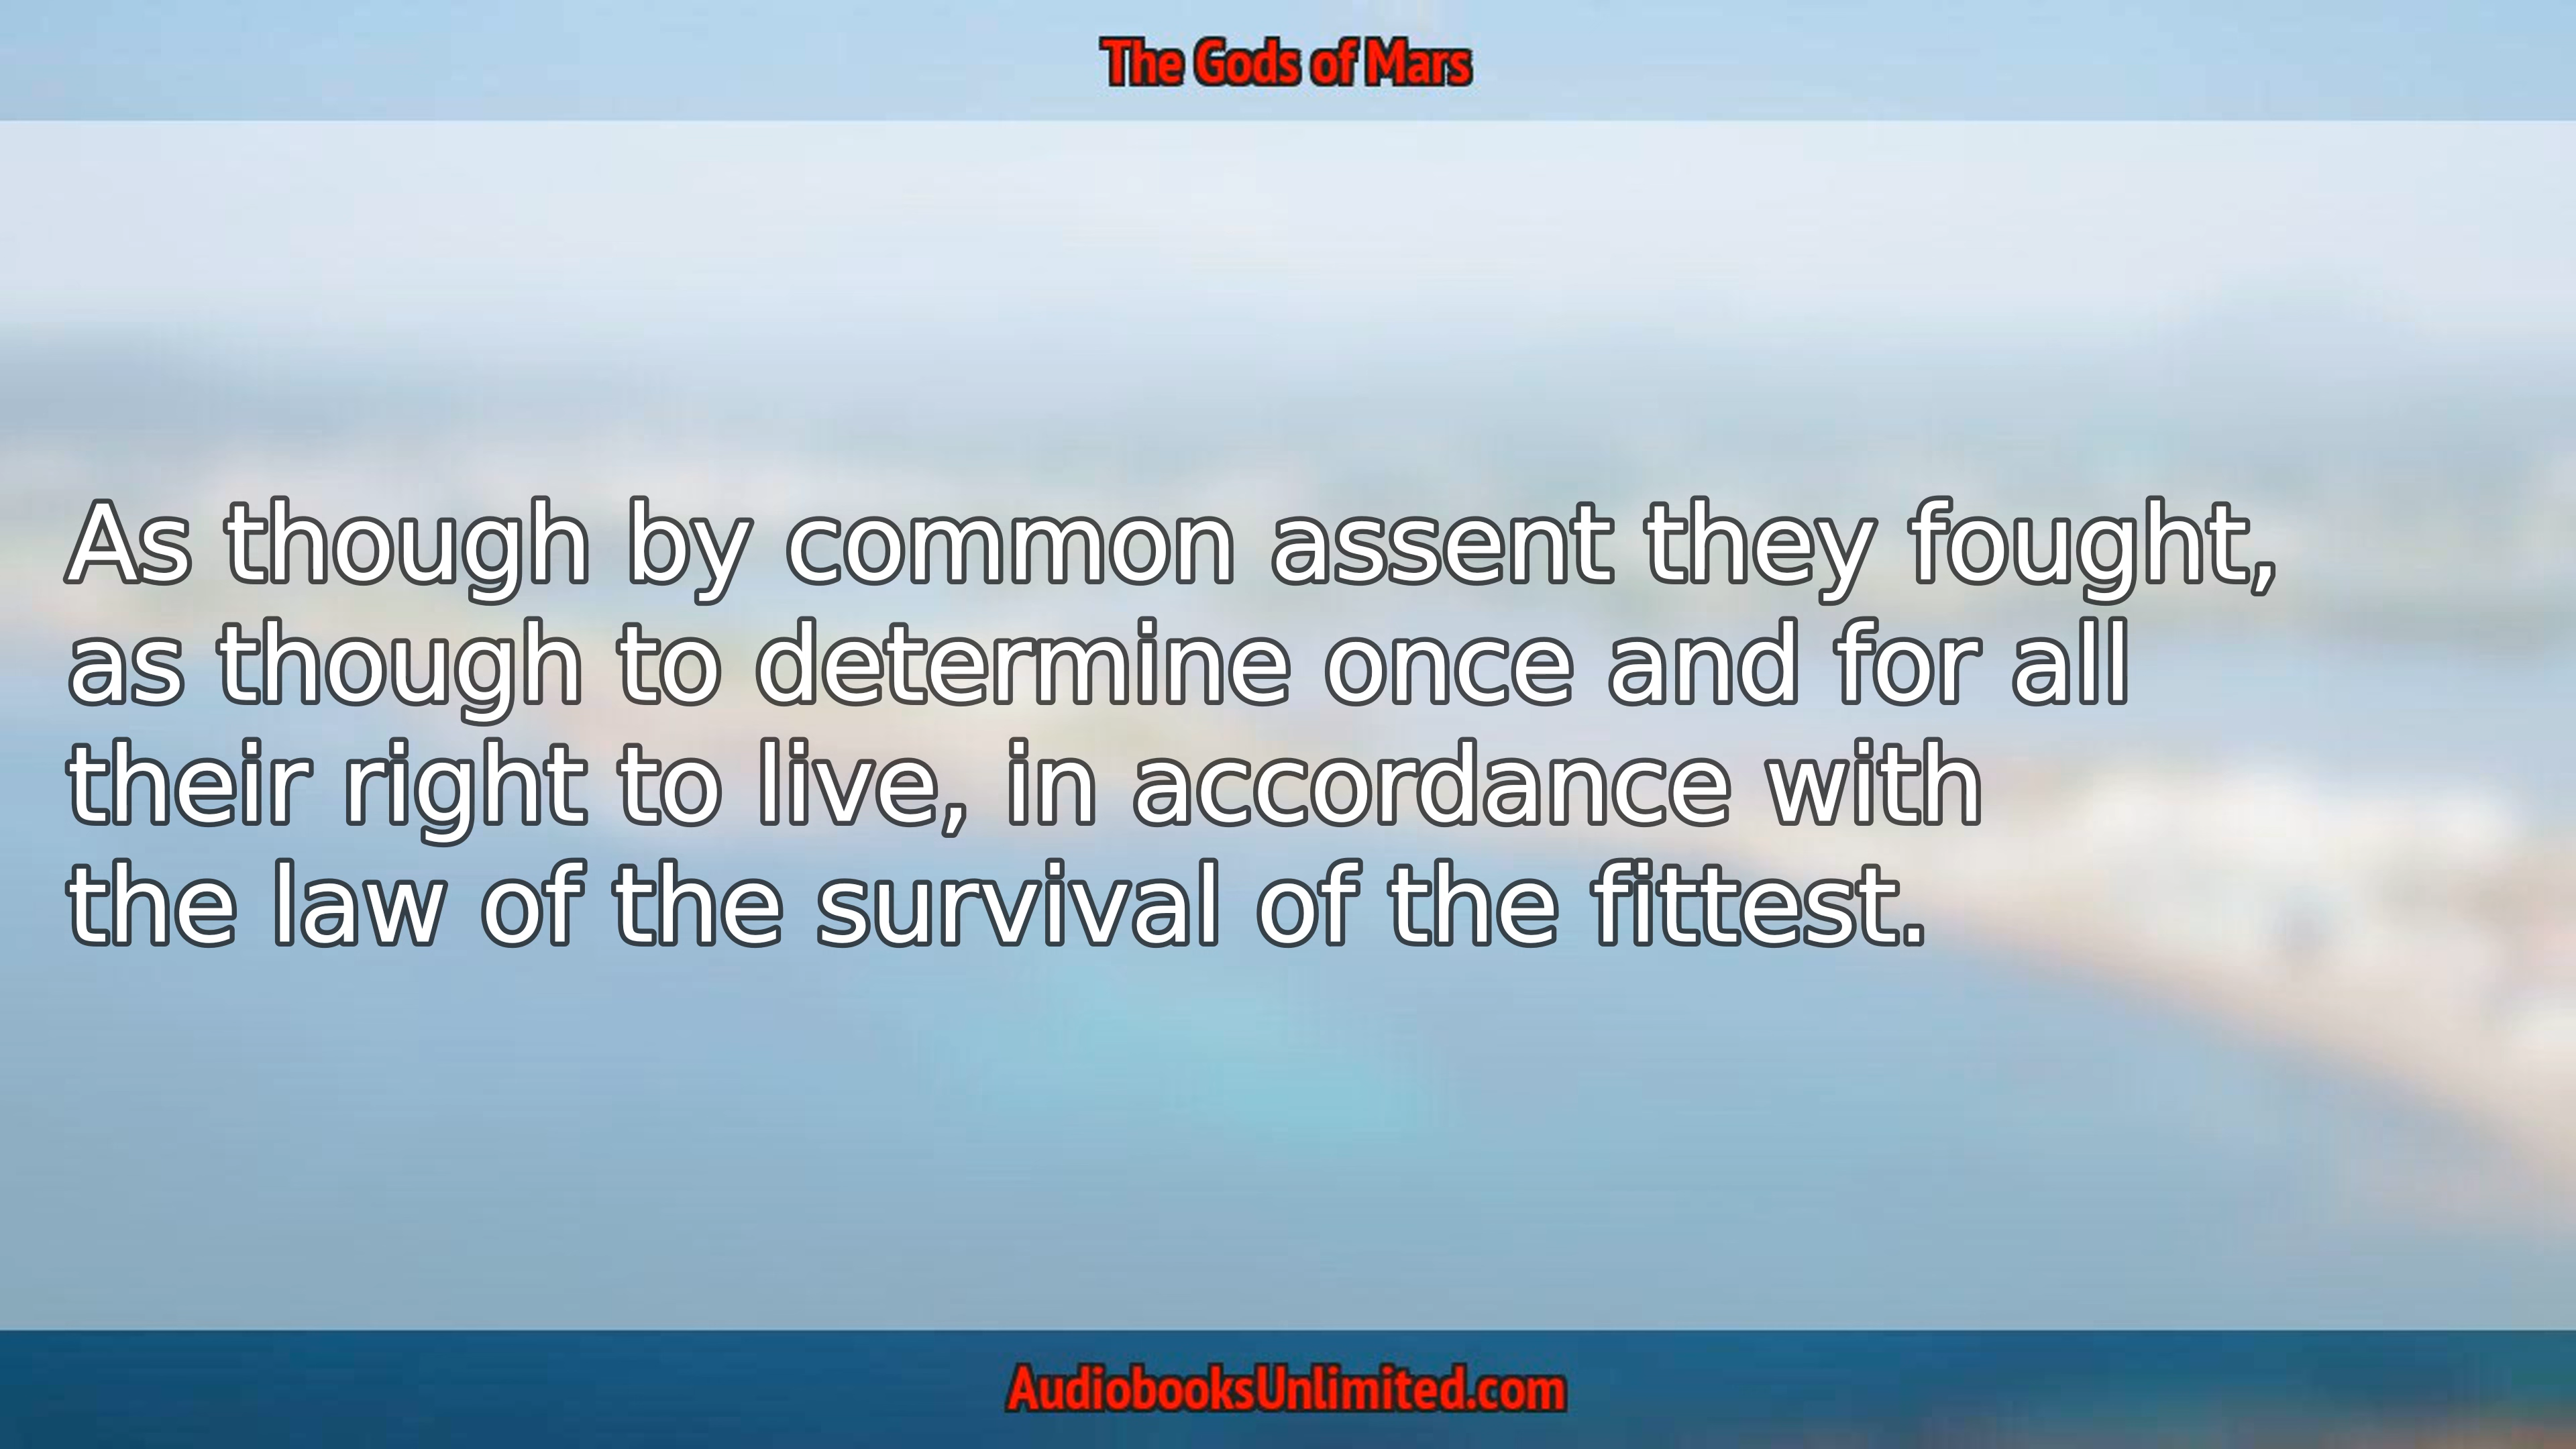 The Gods of Mars
As though by common assent they fought,
as though to determine once and for all
their right to live, in accordance with
the law of the survival of the fittest.
AudiobooksUnlimited.com